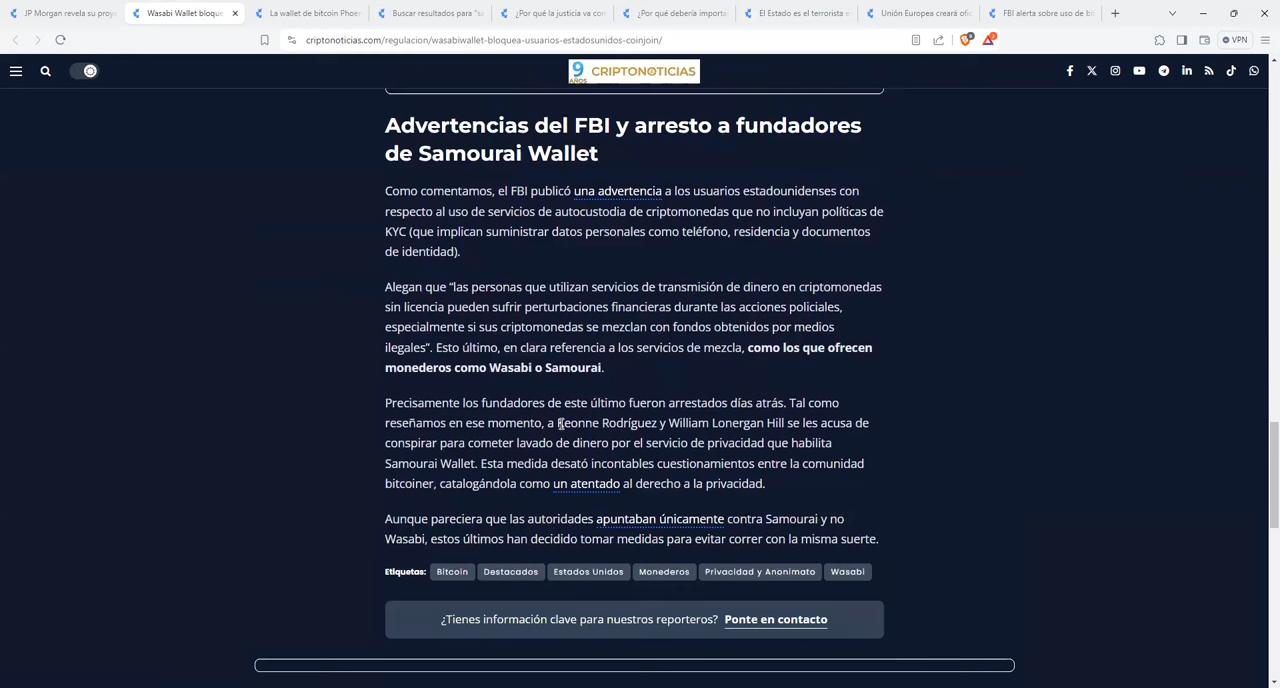 JP Morgan revela su proy
Wasabi Wallet bloque
La wallet de bitcoin Phoen
Buscar resultados para "sa
¿Por qué la justicia va con
¿Por qué debería importa
El Estado es el terrorista e
Unión Europea creará ofic
FBI alerta sobre uso de bi
criptonoticias.com/regulacion/wasabiwallet-bloquea-usuarios-estadosunidos-coinjoin/
VPN
9 AÑOS CRIPTONOTICIAS
Advertencias del FBI y arresto a fundadores
de Samourai Wallet
Como comentamos, el FBI publicó una advertencia a los usuarios estadounidenses con
respecto al uso de servicios de autocustodia de criptomonedas que no incluyan políticas de
KYC (que implican suministrar datos personales como teléfono, residencia y documentos
de identidad).
Alegan que “las personas que utilizan servicios de transmisión de dinero en criptomonedas
sin licencia pueden sufrir perturbaciones financieras durante las acciones policiales,
especialmente si sus criptomonedas se mezclan con fondos obtenidos por medios
ilegales”. Esto último, en clara referencia a los servicios de mezcla, como los que ofrecen
monederos como Wasabi o Samourai.
Precisamente los fundadores de este último fueron arrestados días atrás. Tal como
reseñamos en ese momento, a Keonne Rodríguez y William Lonergan Hill se les acusa de
conspirar para cometer lavado de dinero por el servicio de privacidad que habilita
Samourai Wallet. Esta medida desató incontables cuestionamientos entre la comunidad
bitcoiner, catalogándola como un atentado al derecho a la privacidad.
Aunque pareciera que las autoridades apuntaban únicamente contra Samourai y no
Wasabi, estos últimos han decidido tomar medidas para evitar correr con la misma suerte.
Etiquetas: Bitcoin Destacados Estados Unidos Monederos Privacidad y Anonimato Wasabi
¿Tienes información clave para nuestros reporteros? Ponte en contacto